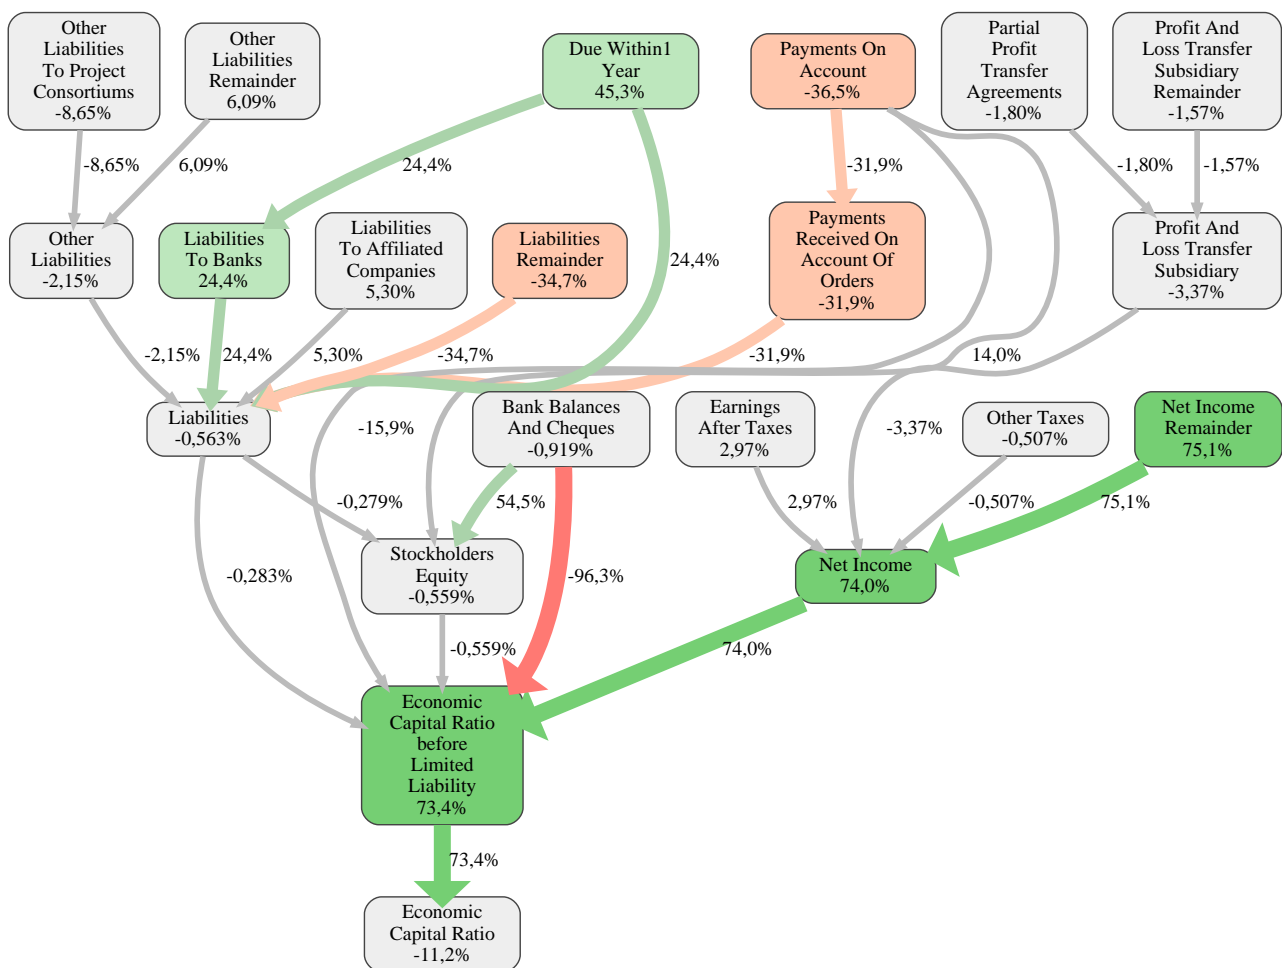 Other
Liabilities
To Project
Consortiums
-8,65%
Other
Liabilities
Remainder
6,09%
Due Within1
Year
45,3%
Payments On
Account
-36,5%
Partial
Profit
Transfer
Agreements
-1,80%
Profit And
Loss Transfer
Subsidiary
Remainder
-1,57%
-8,65%
6,09%
24,4%
-31,9%
-1,80%
-1,57%
Other
Liabilities
-2,15%
Liabilities
To Banks
24,4%
Liabilities
To Affiliated
Companies
5,30%
Liabilities
Remainder
-34,7%
24,4%
Payments
Received On
Account Of
Orders
-31,9%
Profit And
Loss Transfer
Subsidiary
-3,37%
-2,15%
24,4%
5,30%
-34,7%
-31,9%
14,0%
Liabilities
-0,563%
-15,9%
Bank Balances
And Cheques
-0,919%
Earnings
After Taxes
2,97%
-3,37%
Other Taxes
-0,507%
Net Income
Remainder
75,1%
-0,279%
54,5%
2,97%
-0,507%
75,1%
-0,283%
Stockholders
Equity
-0,559%
-96,3%
Net Income
74,0%
-0,559%
74,0%
Economic
Capital Ratio
before
Limited
Liability
73,4%
73,4%
Economic
Capital Ratio
-11,2%